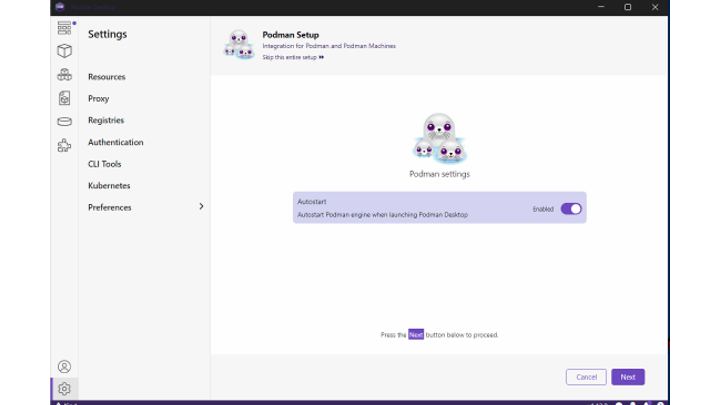 Settings
Resources
Proxy
Registries
Authentication
CLI Tools
Kubernetes
Preferences
Podman Setup
Integration for Podman and Podman Machines
Skip this entire setup
Podman settings
Autostart
Autostart Podman engine when launching Podman Desktop
Enabled
Press the Next button below to proceed.
Cancel
Next